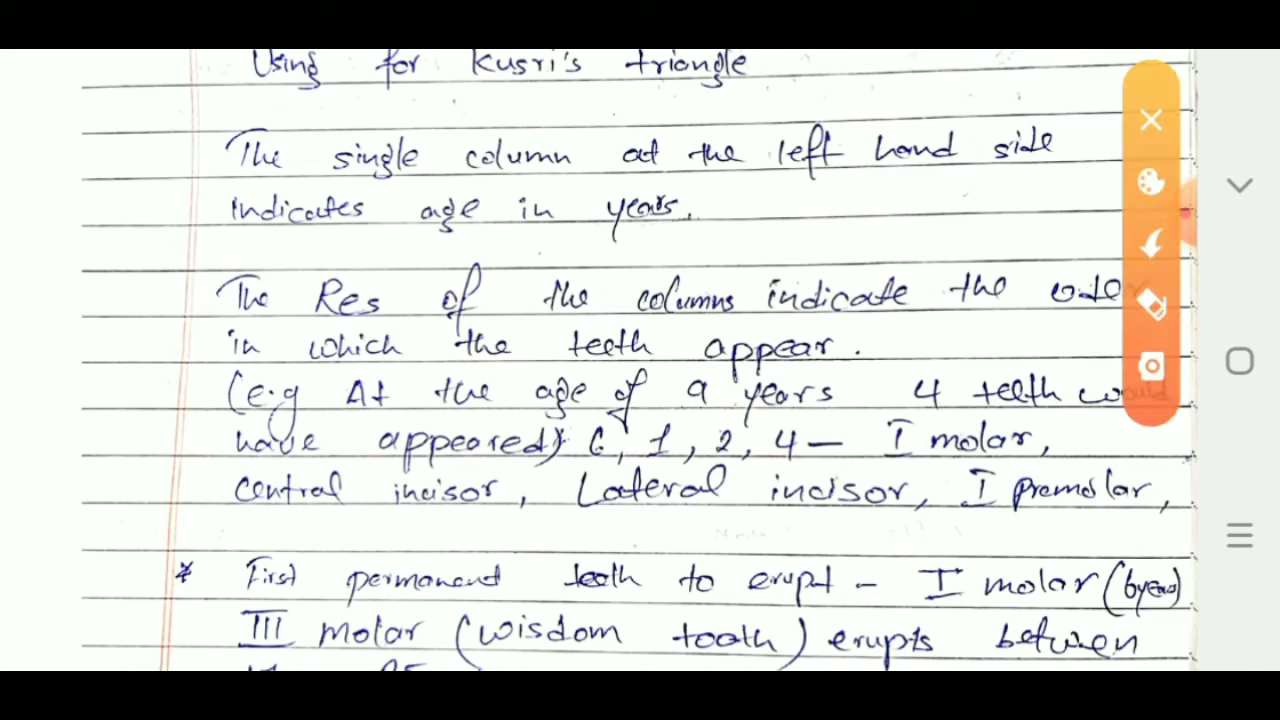 Using for Kusri's triangle
The single column at the left hand side
indicates age in years.
The Res of the columns indicate the order
in which the teeth appear.
(e.g At the age of 9 years 4 teeth would
have appeared) 6, 1, 2, 4 — I molar,
central incisor, Lateral incisor, I premolar,
* First permanent teeth to erupt - I molar (6years)
III molar (wisdom tooth) erupts between